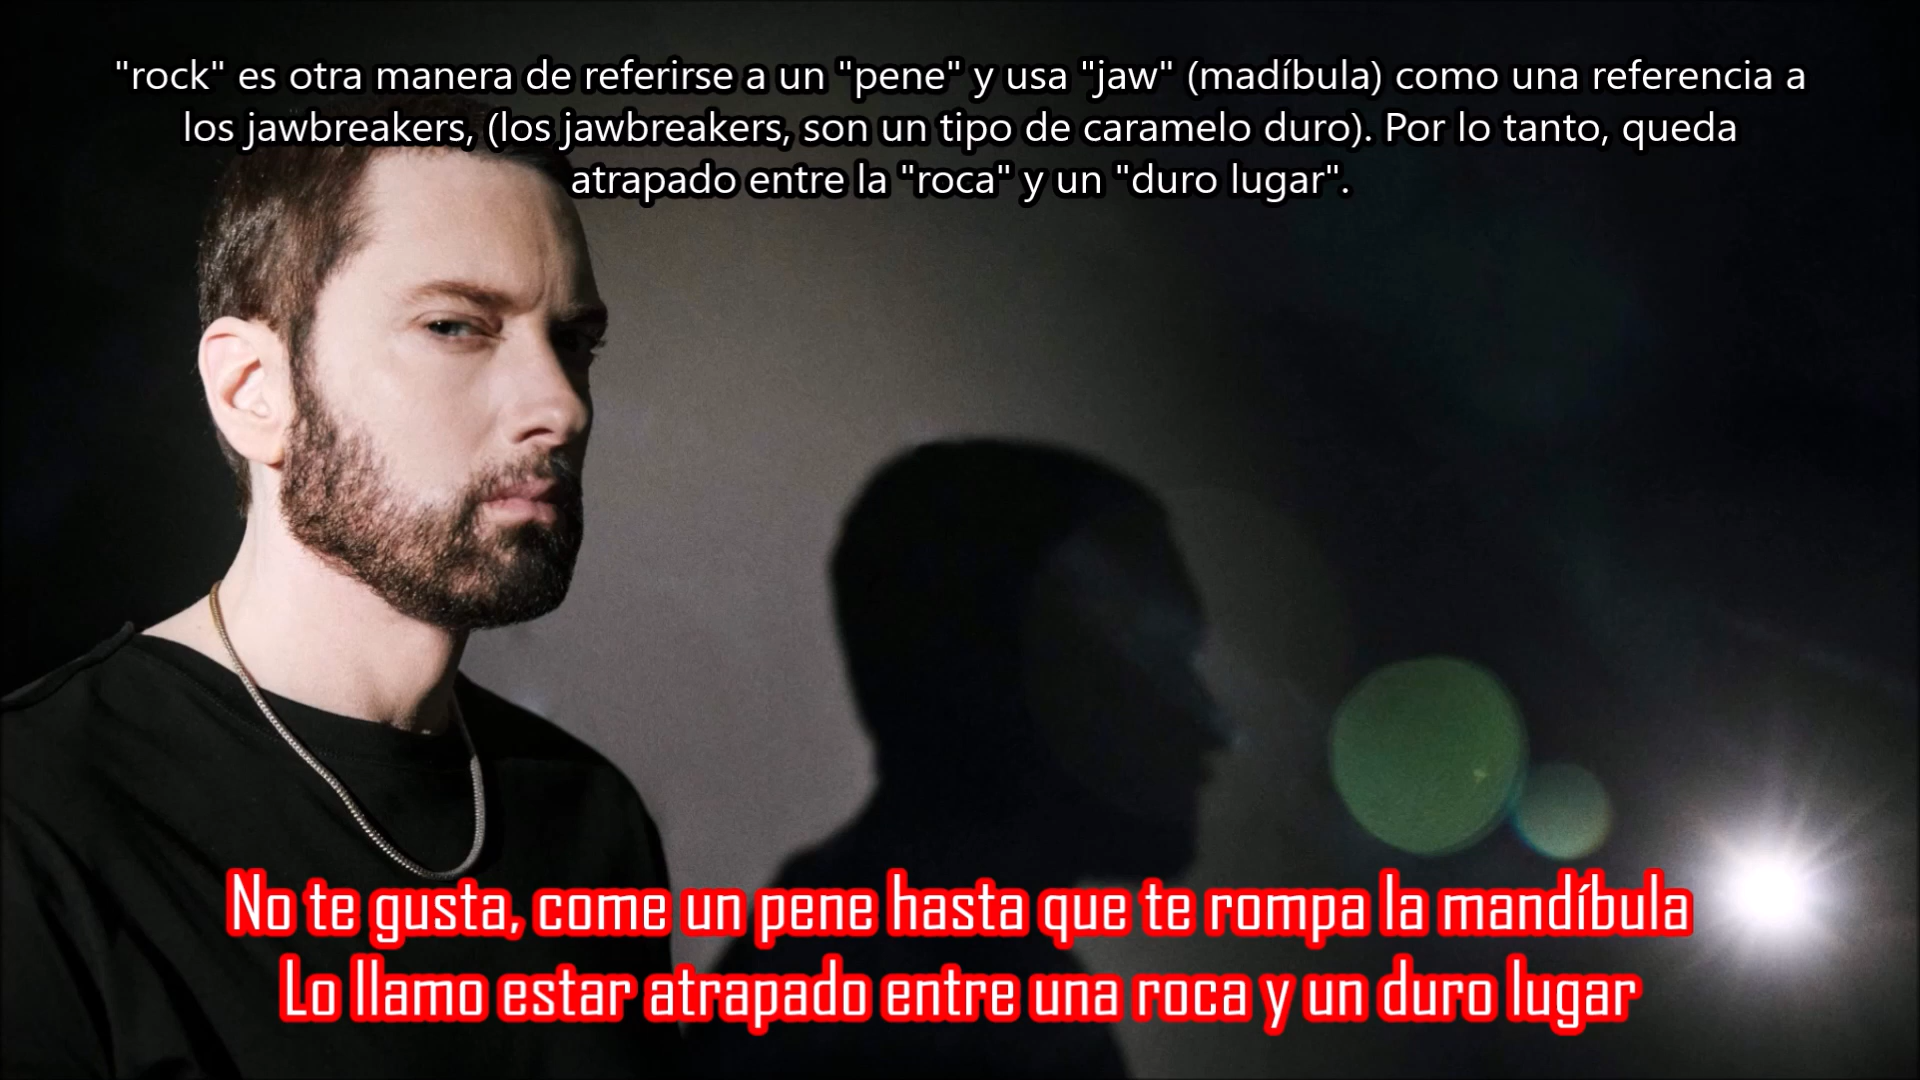 "rock" es otra manera de referirse a un "pene" y usa "jaw" (madíbula) como una referencia a
los jawbreakers, (los jawbreakers, son un tipo de caramelo duro). Por lo tanto, queda
atrapado entre la "roca" y un "duro lugar".
No te gusta, come un pene hasta que te rompa la mandíbula
Lo llamo estar atrapado entre una roca y un duro lugar